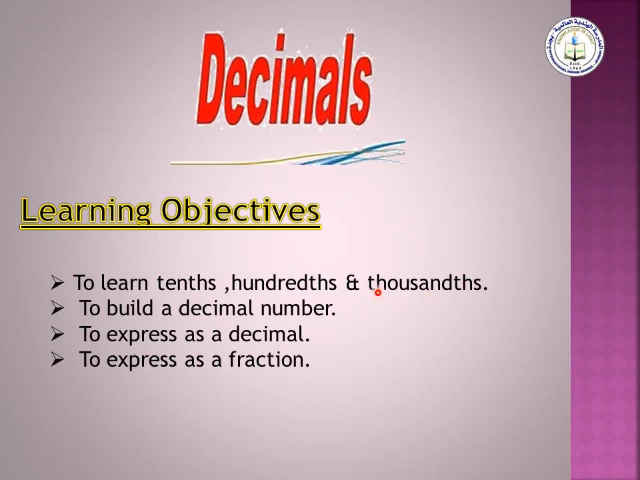 Decimals
Learning Objectives
To learn tenths ,hundredths & thousandths.
To build a decimal number.
To express as a decimal.
To express as a fraction.